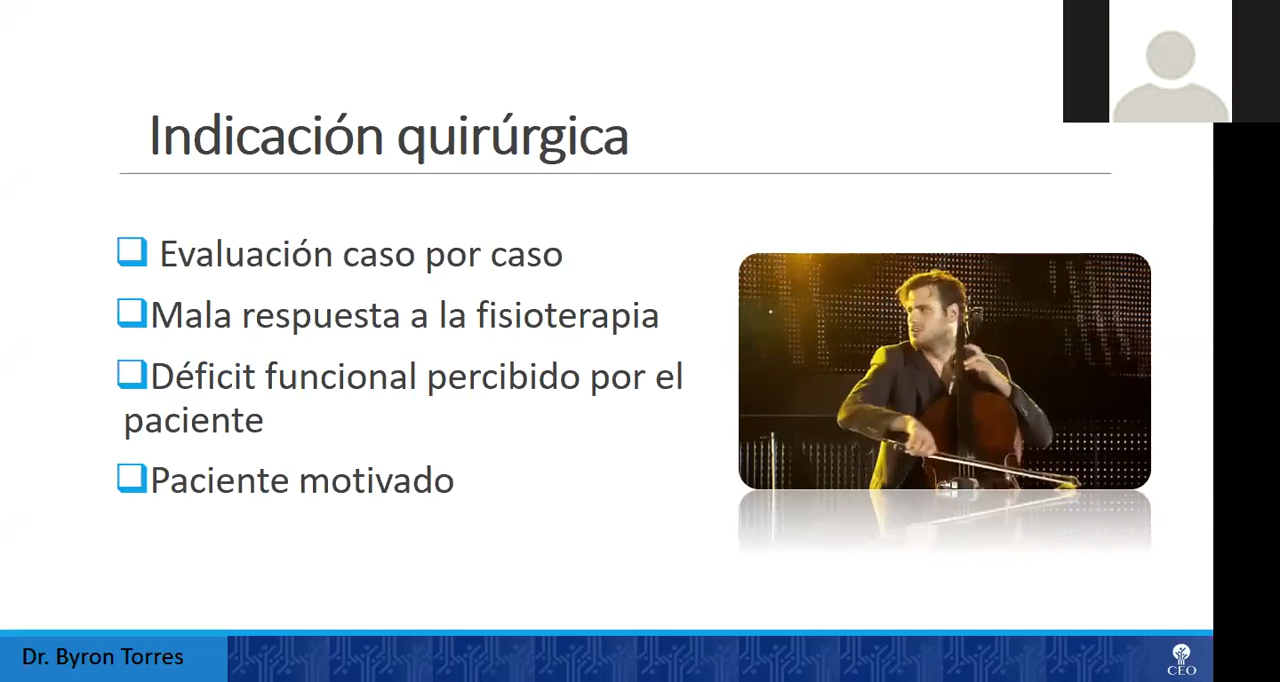 Indicación quirúrgica
Evaluación caso por caso
Mala respuesta a la fisioterapia
Déficit funcional percibido por el
paciente
Paciente motivado
Dr. Byron Torres
CEO